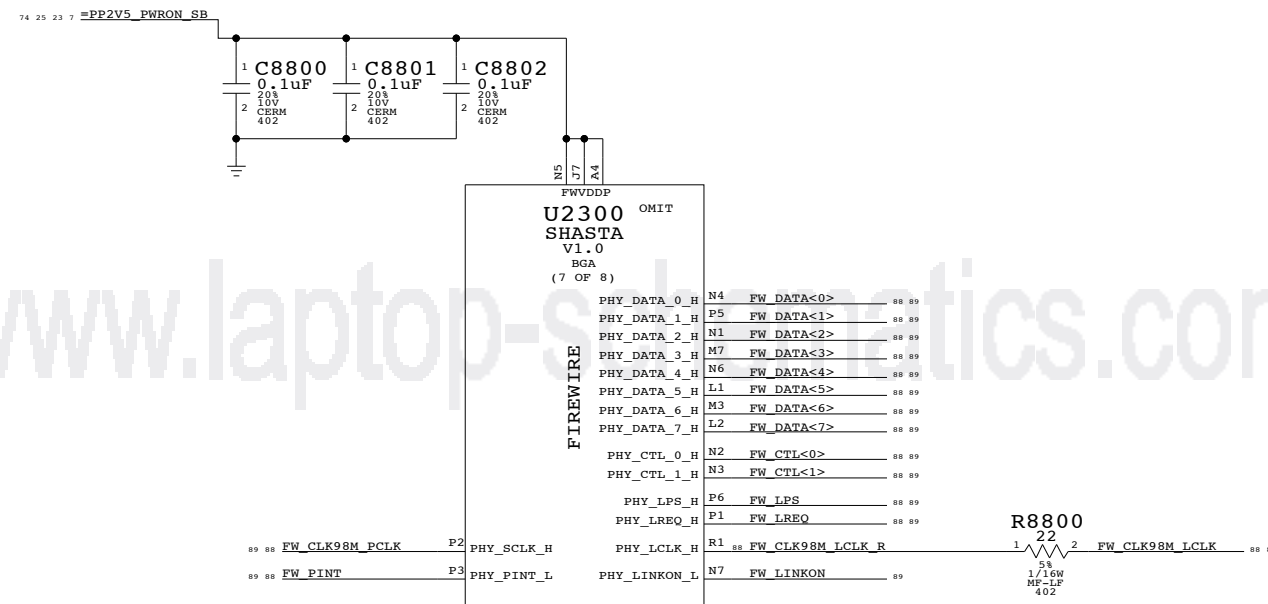 74 25 23 7 =PP2V5_PWRON_SB
1 C8800 1 C8801 1 C8802
0.1uF 0.1uF 0.1uF
20% 20% 20%
2 10V 2 10V 2 10V
CERM CERM CERM
402 402 402
N5 J7 A4
FWVDDP
U2300 OMIT
SHASTA
V1.0
BGA
(7 OF 8)
www.laptop-schematics.com
FIREWIRE
PHY_DATA_0_H N4 FW_DATA<0> 88 89
PHY_DATA_1_H P5 FW_DATA<1> 88 89
PHY_DATA_2_H N1 FW_DATA<2> 88 89
PHY_DATA_3_H M7 FW_DATA<3> 88 89
PHY_DATA_4_H N6 FW_DATA<4> 88 89
PHY_DATA_5_H L1 FW_DATA<5> 88 89
PHY_DATA_6_H M3 FW_DATA<6> 88 89
PHY_DATA_7_H L2 FW_DATA<7> 88 89
PHY_CTL_0_H N2 FW_CTL<0> 88 89
PHY_CTL_1_H N3 FW_CTL<1> 88 89
PHY_LPS_H P6 FW_LPS 88 89
PHY_LREQ_H P1 FW_LREQ 88 89
R8800
22
89 88 FW_CLK98M_PCLK P2 PHY_SCLK_H PHY_LCLK_H R1 88 FW_CLK98M_LCLK_R 1 2 FW_CLK98M_LCLK 88
89 88 FW_PINT P3 PHY_PINT_L PHY_LINKON_L N7 FW_LINKON 89
5%
1/16W
MF-LF
402